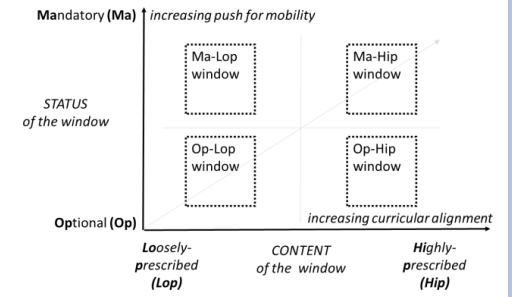 Mandatory (Ma)
increasing push for mobility
Ma-Lop
window
Ma-Hip
window
STATUS
of the window
Op-Lop
window
Op-Hip
window
Optional (Op)
increasing curricular alignment
Loosely-
prescribed
(Lop)
CONTENT
of the window
Highly-
prescribed
(Hip)